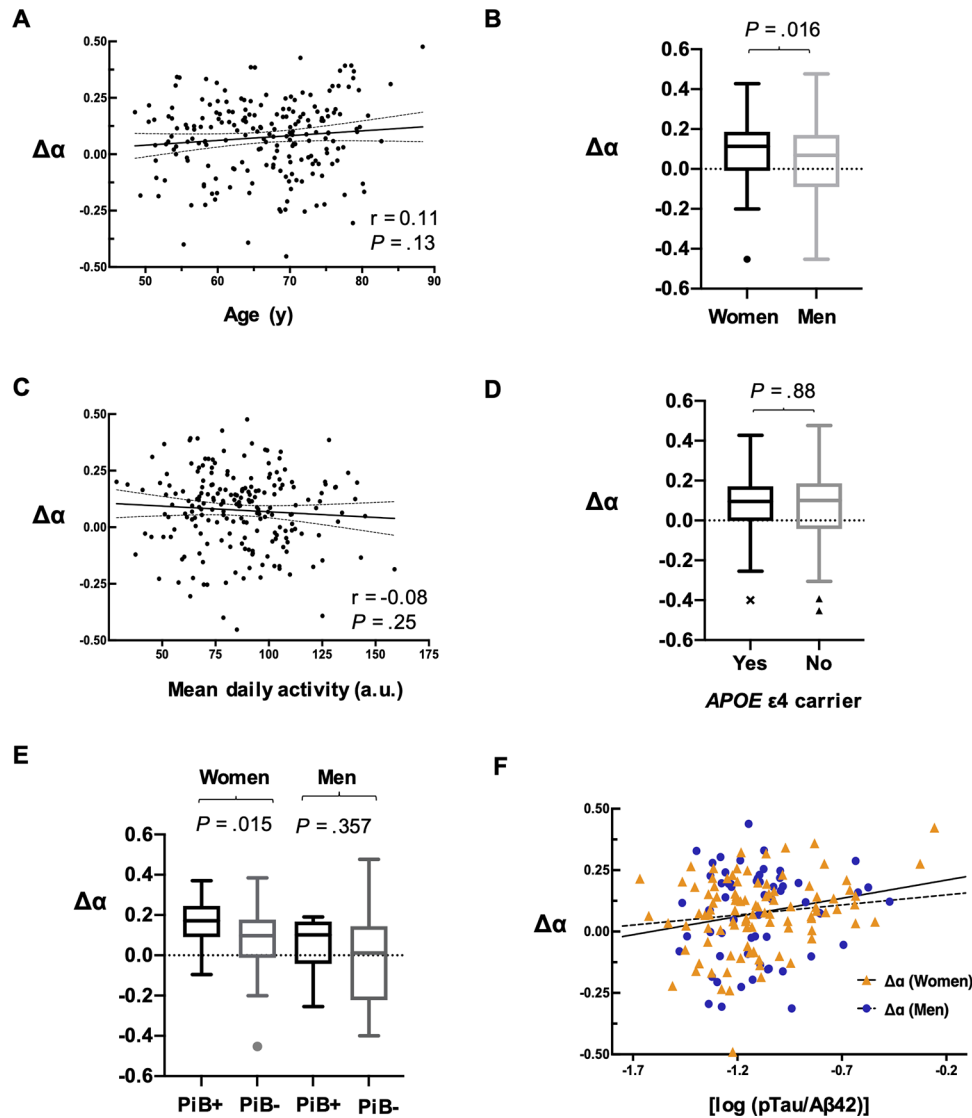 A
0.50
0.25
Δα
0.00
-0.25
-0.50
r = 0.11
P = .13
50 60 70 80 90
Age (y)
B
P = .016
0.6
0.4
0.2
Δα
0.0
-0.2
-0.4
-0.6
Women Men
C
0.50
0.25
Δα
0.00
-0.25
-0.50
r = -0.08
P = .25
50 75 100 125 150 175
Mean daily activity (a.u.)
D
P = .88
0.6
0.4
0.2
Δα
0.0
-0.2
-0.4
-0.6
Yes No
APOE ε4 carrier
E
Women Men
P = .015 P = .357
0.6
0.4
Δα
0.2
0.0
-0.2
-0.4
-0.6
PiB+ PiB- PiB+ PiB-
F
0.50
0.25
Δα
0.00
-0.25
-0.50
Δα (Women)
Δα (Men)
-1.7 -1.2 -0.7 -0.2
[log (pTau/Aβ42)]